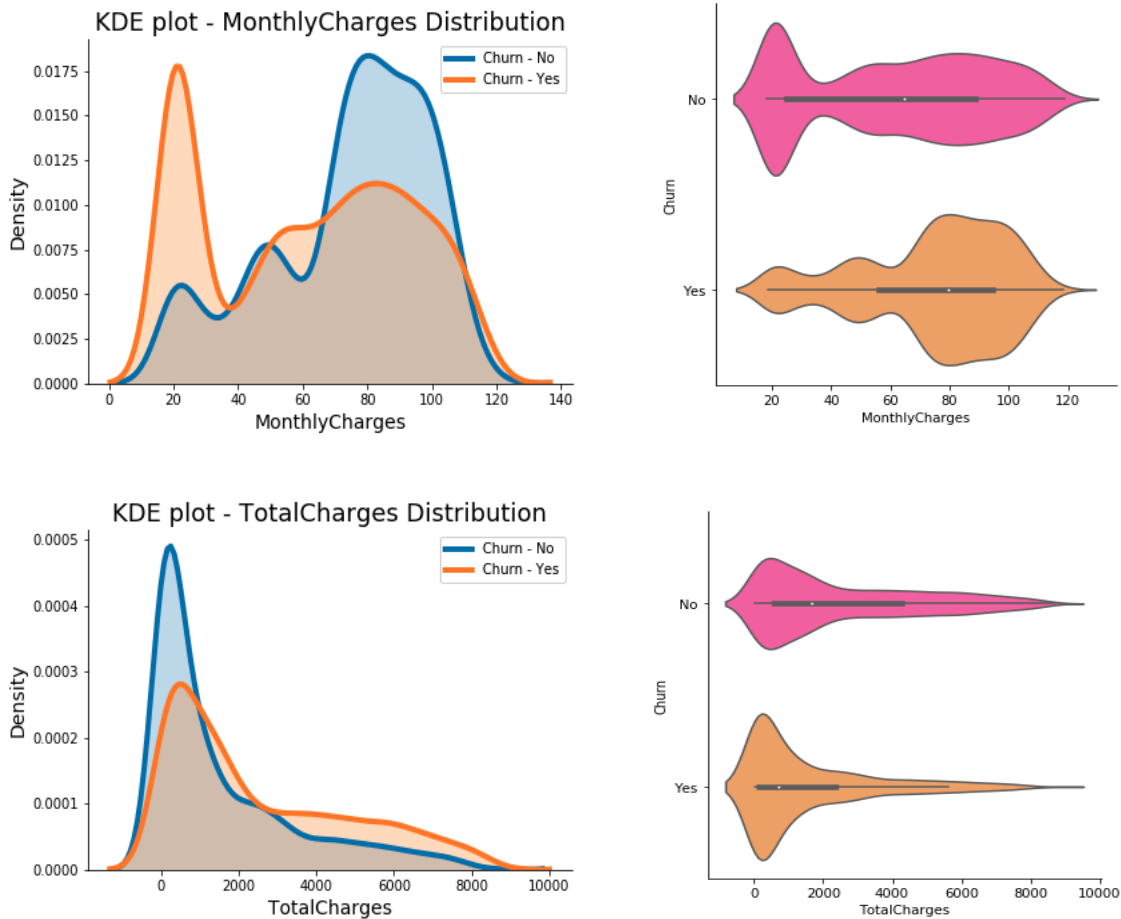 KDE plot - MonthlyCharges Distribution
Churn - No
Churn - Yes
0.0175
0.0150
0.0125
0.0100
0.0075
0.0050
0.0025
0.0000
Density
0 20 40 60 80 100 120 140
MonthlyCharges
No
Yes
Churn
20 40 60 80 100 120
MonthlyCharges
KDE plot - TotalCharges Distribution
Churn - No
Churn - Yes
0.0005
0.0004
0.0003
0.0002
0.0001
0.0000
Density
0 2000 4000 6000 8000 10000
TotalCharges
No
Yes
Churn
0 2000 4000 6000 8000 10000
TotalCharges